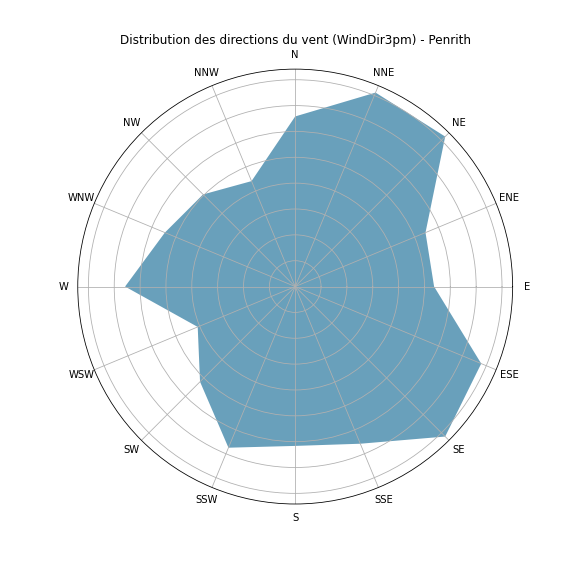 Distribution des directions du vent (WindDir3pm) - Penrith
N
NNW
NNE
NW
NE
WNW
ENE
W
E
WSW
ESE
SW
SE
SSW
SSE
S